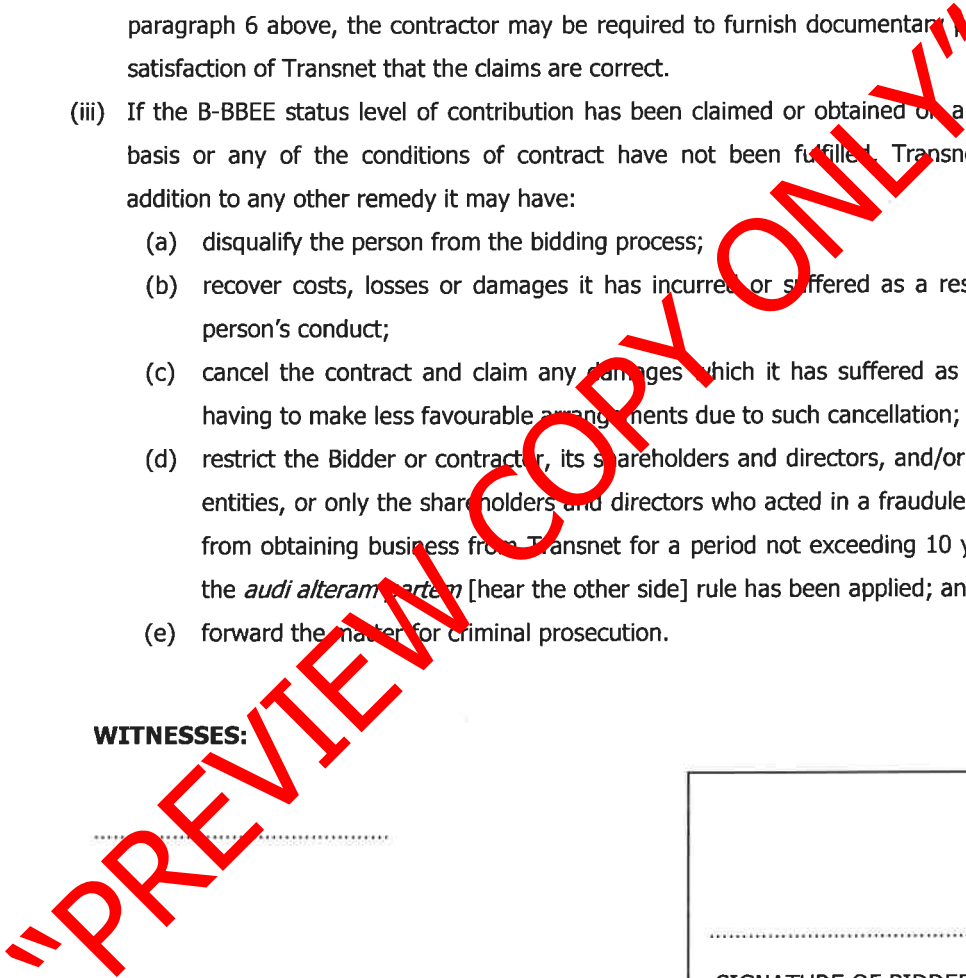 paragraph 6 above, the contractor may be required to furnish documentary
satisfaction of Transnet that the claims are correct.
(iii) If the B-BBEE status level of contribution has been claimed or obtained on a
basis or any of the conditions of contract have not been fulfilled, Transn
addition to any other remedy it may have:
(a) disqualify the person from the bidding process;
(b) recover costs, losses or damages it has incurred or suffered as a res
person's conduct;
(c) cancel the contract and claim any damages which it has suffered as
having to make less favourable arrangements due to such cancellation;
(d) restrict the Bidder or contractor, its shareholders and directors, and/or
entities, or only the shareholders and directors who acted in a fraudule
from obtaining business from Transnet for a period not exceeding 10 y
the audi alteram partem [hear the other side] rule has been applied; an
(e) forward the matter for criminal prosecution.
WITNESSES:
SIGNATURE OF BIDDER
"PREVIEW COPY ONLY"